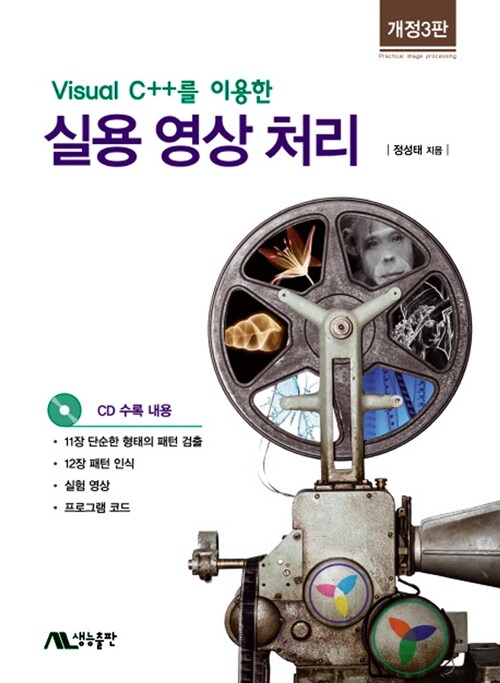 개정3판
Practical image processing
Visual C++를 이용한
실용 영상 처리
| 정성태 지음 |
CD 수록 내용
• 11장 단순한 형태의 패턴 검출
• 12장 패턴 인식
• 실험 영상
• 프로그램 코드
생능출판